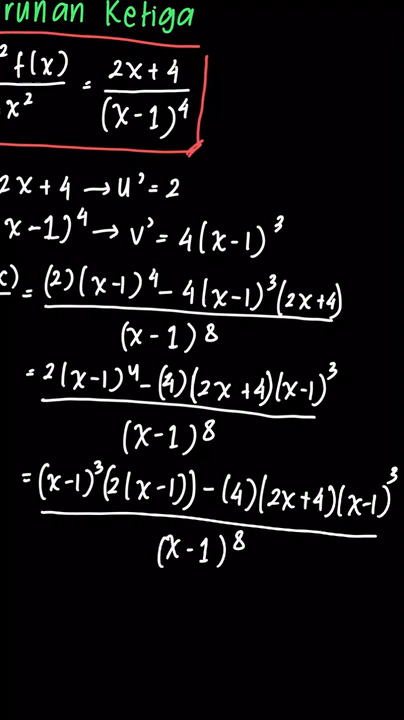 runan Ketiga
² f(x) / x² = 2x+4 / (x-1)⁴
2x+4 → u' = 2
x-1)⁴ → v' = 4(x-1)³
x) = (2)(x-1)⁴ - 4(x-1)³(2x+4) / (x-1)⁸
= 2(x-1)⁴ - (4)(2x+4)(x-1)³ / (x-1)⁸
= (x-1)³(2(x-1)) - (4)(2x+4)(x-1)³ / (x-1)⁸